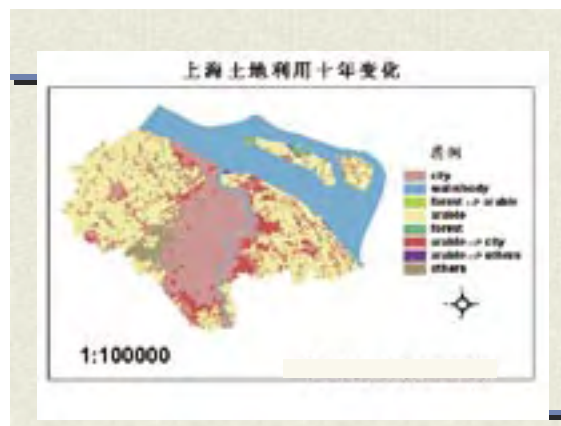 上海土地利用十年变化
图例
city
waterbody
forest --> arable
arable
forest
arable --> city
arable --> others
others
1:100000